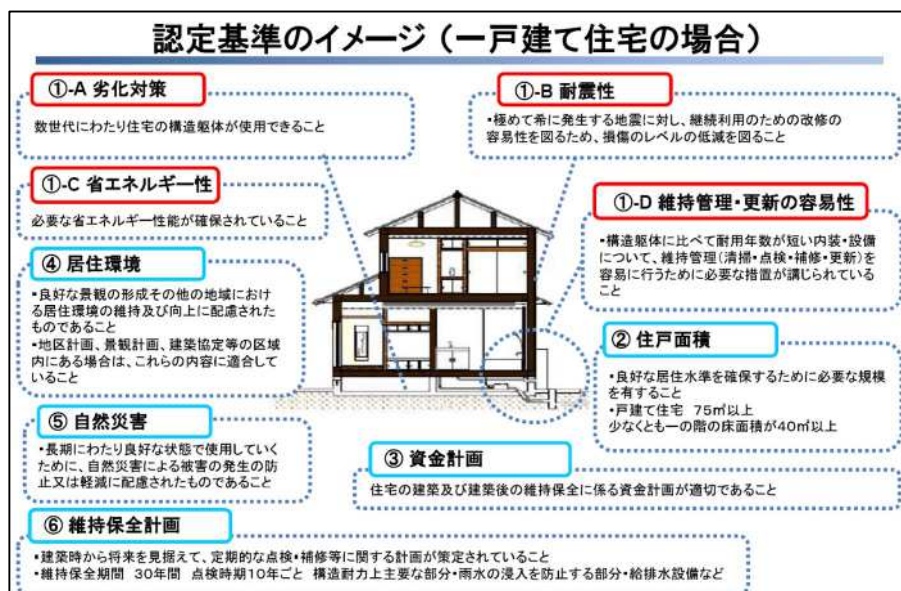 認定基準のイメージ（一戸建て住宅の場合）
①-A 劣化対策
数世代にわたり住宅の構造躯体が使用できること
①-B 耐震性
・極めて希に発生する地震に対し、継続利用のための改修の
容易性を図るため、損傷のレベルの低減を図ること
①-C 省エネルギー性
必要な省エネルギー性能が確保されていること
①-D 維持管理・更新の容易性
・構造躯体に比べて耐用年数が短い内装・設備
について、維持管理(清掃・点検・補修・更新)を
容易に行うために必要な措置が講じられている
こと
④ 居住環境
・良好な景観の形成その他の地域におけ
る居住環境の維持及び向上に配慮された
ものであること
・地区計画、景観計画、建築協定等の区域
内にある場合は、これらの内容に適合して
いること
② 住戸面積
・良好な居住水準を確保するために必要な規模
を有すること
・戸建て住宅 75㎡以上
少なくとも一の階の床面積が40㎡以上
⑤ 自然災害
・長期にわたり良好な状態で使用していく
ために、自然災害による被害の発生の防
止又は軽減に配慮されたものであること
③ 資金計画
住宅の建築及び建築後の維持保全に係る資金計画が適切であること
⑥ 維持保全計画
・建築時から将来を見据えて、定期的な点検・補修等に関する計画が策定されていること
・維持保全期間 30年間 点検時期10年ごと 構造耐力上主要な部分・雨水の浸入を防止する部分・給排水設備など